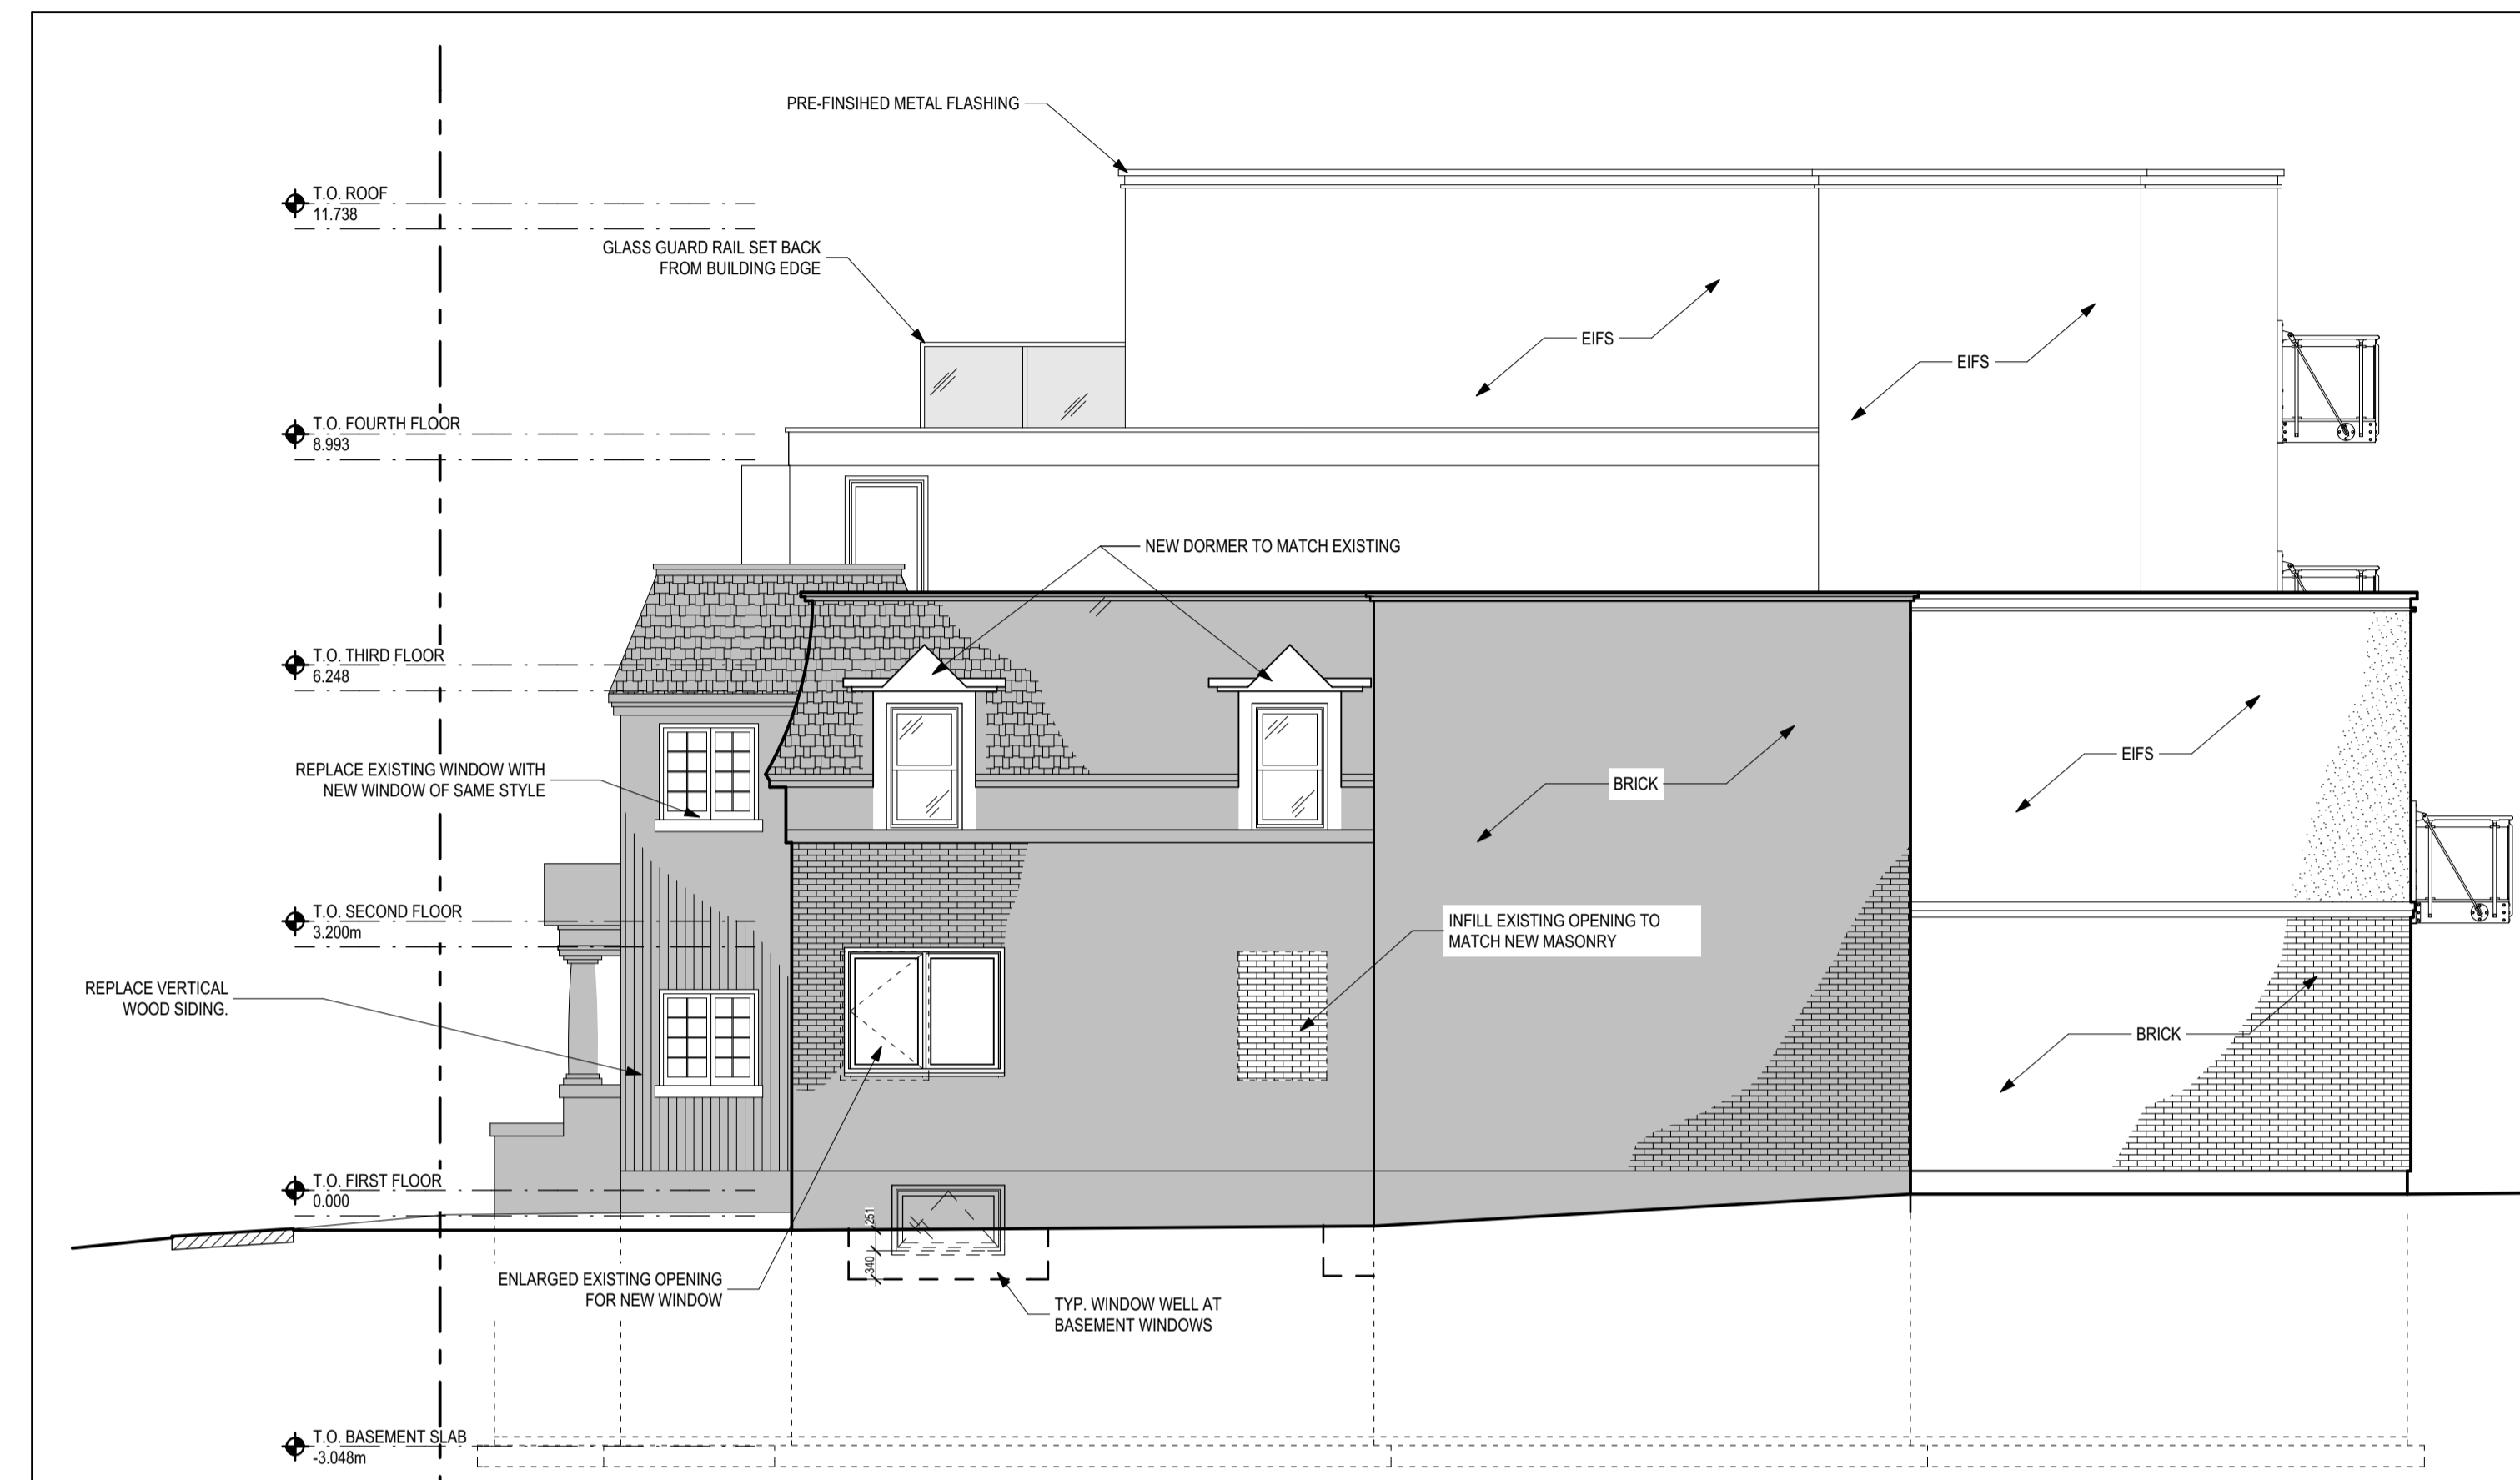 PRE-FINSIHED METAL FLASHING
T.O. ROOF
11.738
GLASS GUARD RAIL SET BACK
FROM BUILDING EDGE
EIFS
EIFS
T.O. FOURTH FLOOR
8.993
NEW DORMER TO MATCH EXISTING
T.O. THIRD FLOOR
6.248
REPLACE EXISTING WINDOW WITH
NEW WINDOW OF SAME STYLE
BRICK
EIFS
T.O. SECOND FLOOR
3.200m
INFILL EXISTING OPENING TO
MATCH NEW MASONRY
REPLACE VERTICAL
WOOD SIDING.
BRICK
T.O. FIRST FLOOR
0.000
251
340
ENLARGED EXISTING OPENING
FOR NEW WINDOW
TYP. WINDOW WELL AT
BASEMENT WINDOWS
T.O. BASEMENT SLAB
-3.048m